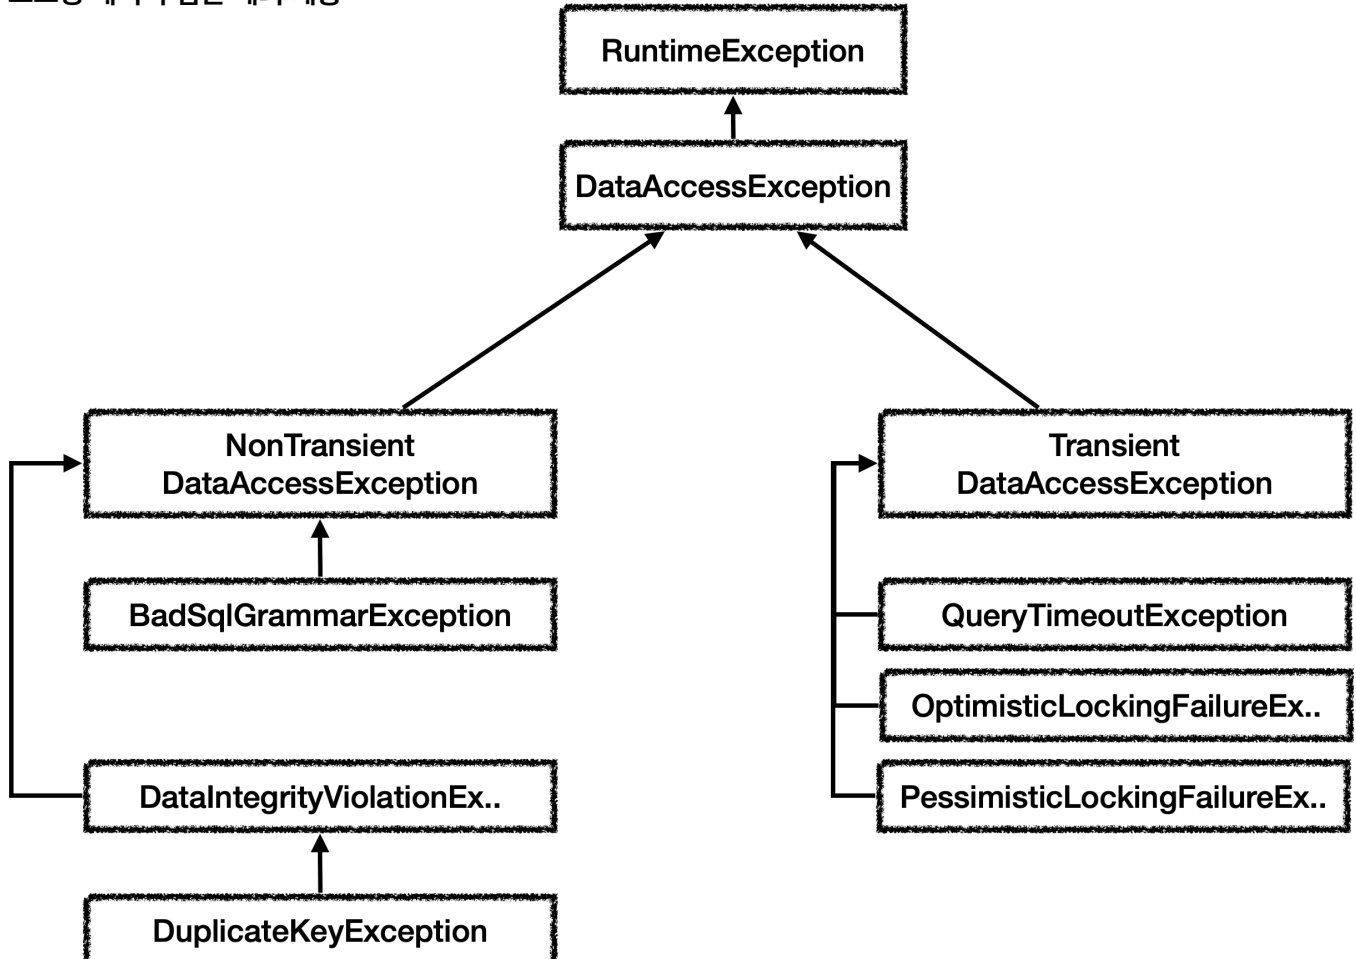 RuntimeException
DataAccessException
NonTransient
DataAccessException
Transient
DataAccessException
BadSqlGrammarException
QueryTimeoutException
OptimisticLockingFailureEx..
DataIntegrityViolationEx..
PessimisticLockingFailureEx..
DuplicateKeyException